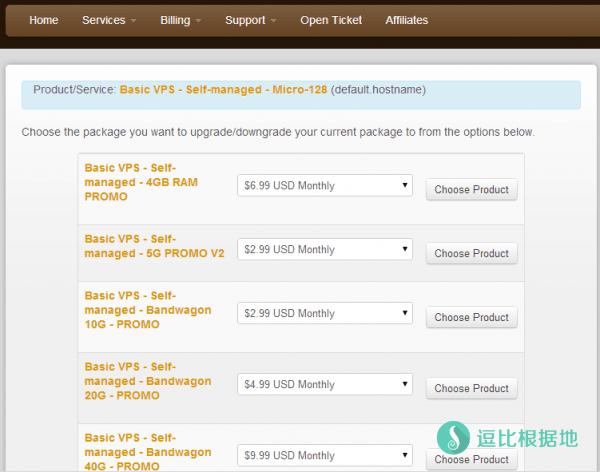 Home Services Billing Support Open Ticket Affiliates
Product/Service: Basic VPS - Self-managed - Micro-128 (default.hostname)
Choose the package you want to upgrade/downgrade your current package to from the options below.
Basic VPS - Self-
managed - 4GB RAM
PROMO
$6.99 USD Monthly
Choose Product
Basic VPS - Self-
managed - 5G PROMO V2
$2.99 USD Monthly
Choose Product
Basic VPS - Self-
managed - Bandwagon
10G - PROMO
$2.99 USD Monthly
Choose Product
Basic VPS - Self-
managed - Bandwagon
20G - PROMO
$4.99 USD Monthly
Choose Product
Basic VPS - Self-
managed - Bandwagon
40G - PROMO
$9.99 USD Monthly
Choose Product
逗比根据地